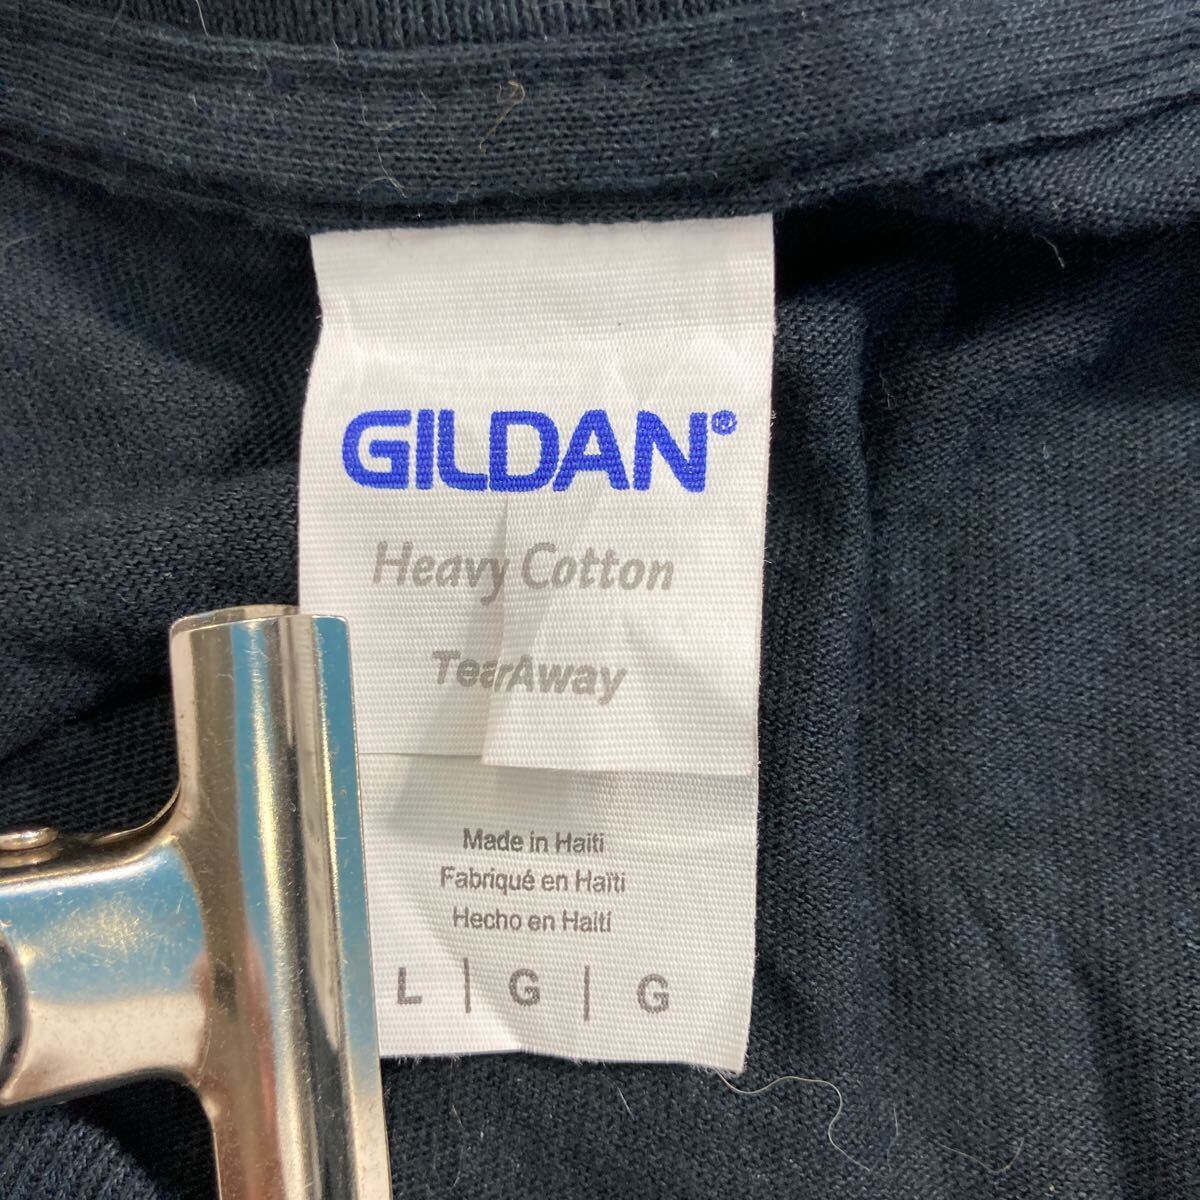 GILDAN®
Heavy Cotton
TearAway
Made in Haiti
Fabriqué en Haïti
Hecho en Haití
L | G | G